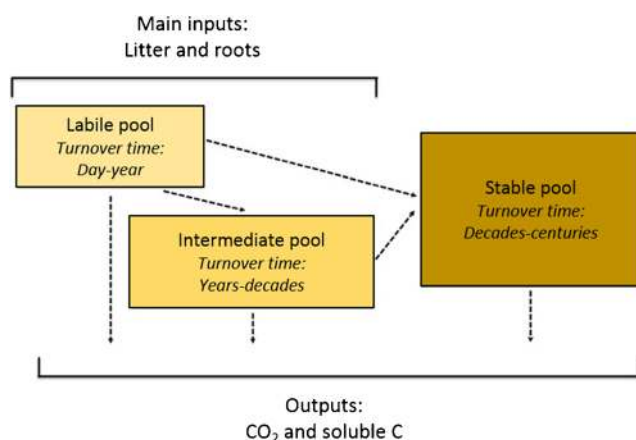 Main inputs:
Litter and roots
Labile pool
Turnover time:
Day-year
Intermediate pool
Turnover time:
Years-decades
Stable pool
Turnover time:
Decades-centuries
Outputs:
CO₂ and soluble C